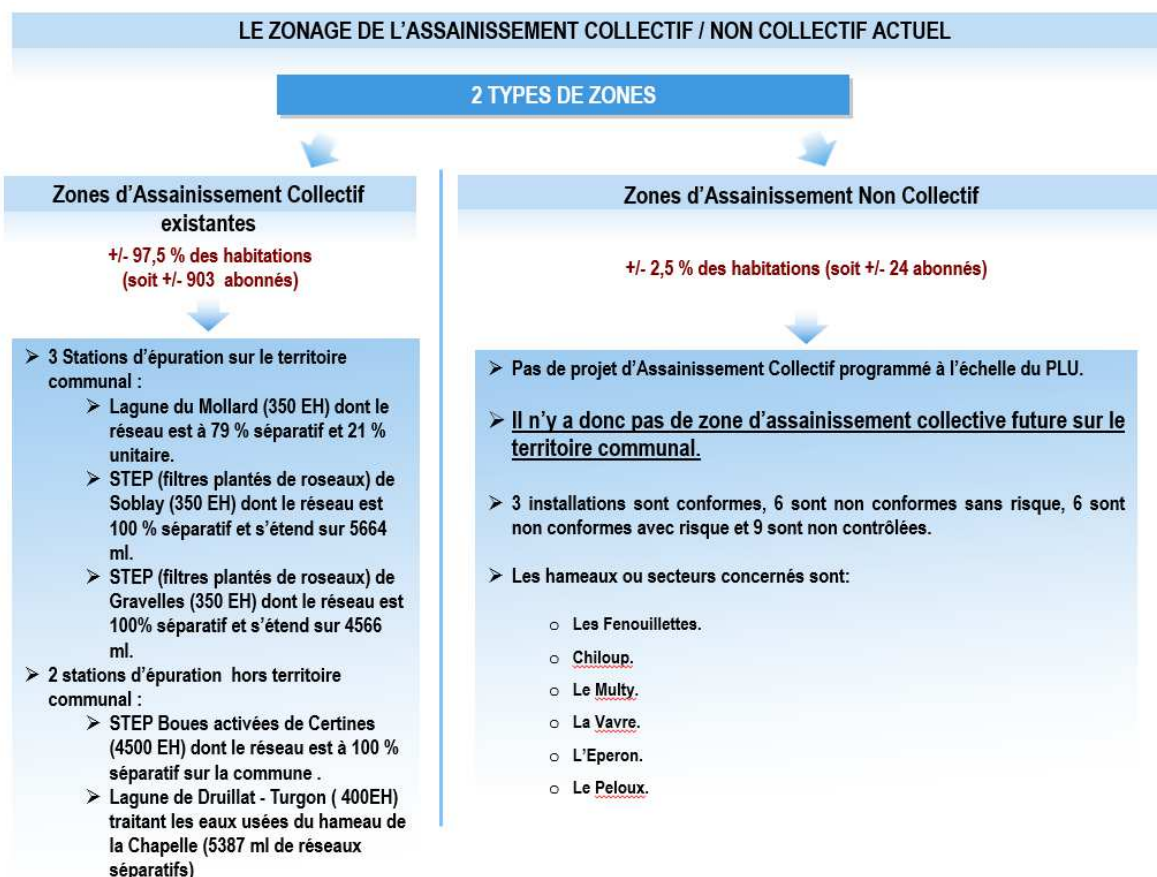 LE ZONAGE DE L’ASSAINISSEMENT COLLECTIF / NON COLLECTIF ACTUEL
2 TYPES DE ZONES
Zones d’Assainissement Collectif
existantes
+/- 97,5 % des habitations
(soit +/- 903 abonnés)
➢ 3 Stations d’épuration sur le territoire
communal :
➢ Lagune du Mollard (350 EH) dont le
réseau est à 79 % séparatif et 21 %
unitaire.
➢ STEP (filtres plantés de roseaux) de
Soblay (350 EH) dont le réseau est
100 % séparatif et s’étend sur 5664
ml.
➢ STEP (filtres plantés de roseaux) de
Gravelles (350 EH) dont le réseau est
100% séparatif et s’étend sur 4566
ml.
➢ 2 stations d’épuration hors territoire
communal :
➢ STEP Boues activées de Certines
(4500 EH) dont le réseau est à 100 %
séparatif sur la commune .
➢ Lagune de Druillat - Turgon ( 400EH)
traitant les eaux usées du hameau de
la Chapelle (5387 ml de réseaux
séparatifs)
Zones d’Assainissement Non Collectif
+/- 2,5 % des habitations (soit +/- 24 abonnés)
➢ Pas de projet d’Assainissement Collectif programmé à l’échelle du PLU.
➢ Il n’y a donc pas de zone d’assainissement collective future sur le
territoire communal.
➢ 3 installations sont conformes, 6 sont non conformes sans risque, 6 sont
non conformes avec risque et 9 sont non contrôlées.
➢ Les hameaux ou secteurs concernés sont:
o Les Fenouillettes.
o Chiloup.
o Le Multy.
o La Vavre.
o L’Eperon.
o Le Peloux.